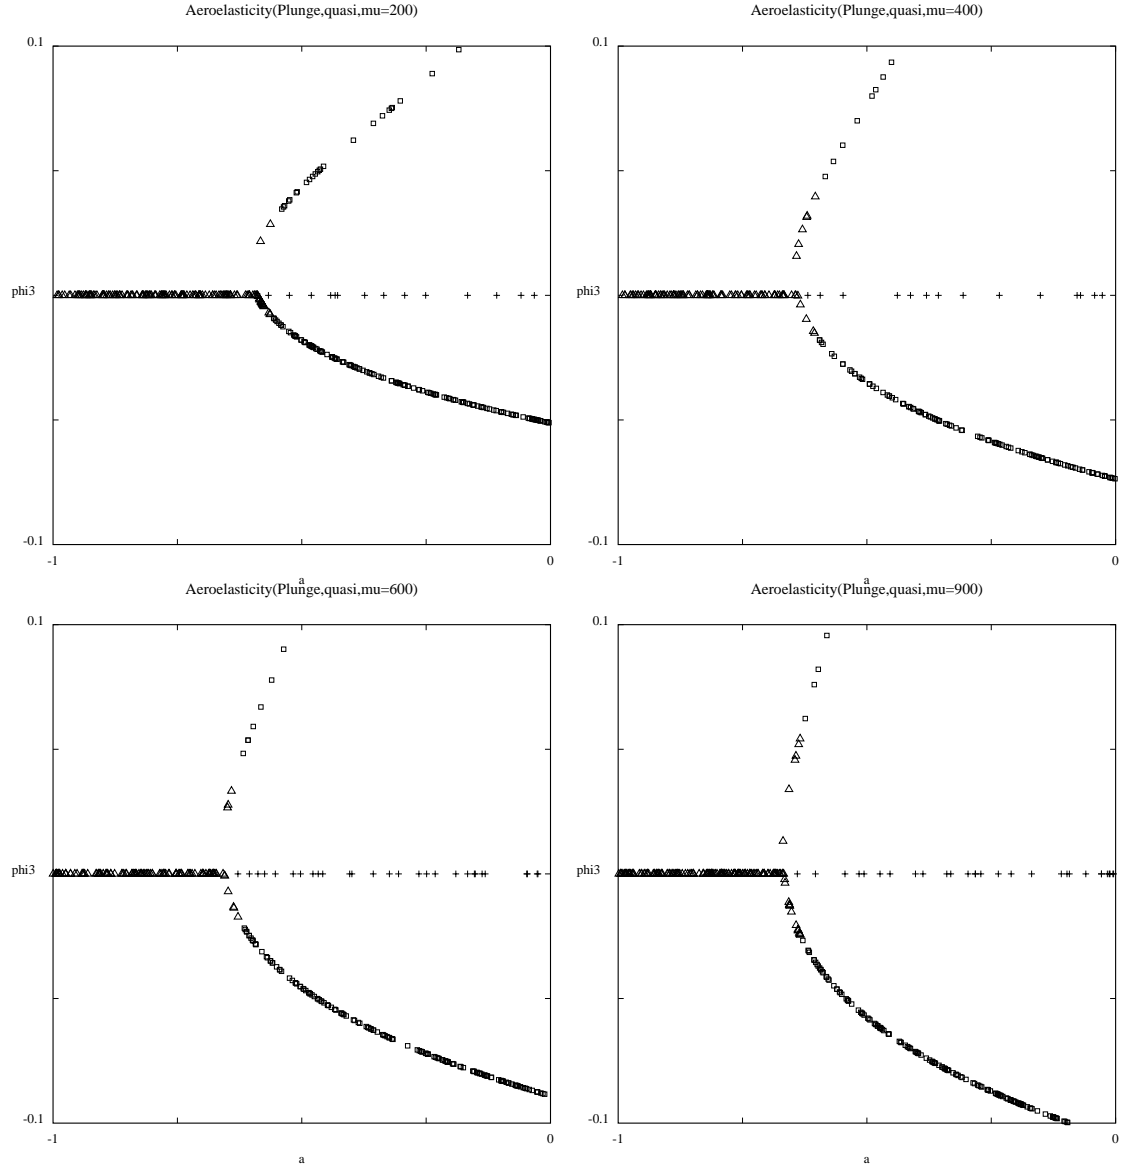 Aeroelasticity(Plunge,quasi,mu=200)
0.1
phi3
-0.1
-1
0
a
Aeroelasticity(Plunge,quasi,mu=400)
0.1
phi3
-0.1
-1
0
a
Aeroelasticity(Plunge,quasi,mu=600)
0.1
phi3
-0.1
-1
0
a
Aeroelasticity(Plunge,quasi,mu=900)
0.1
phi3
-0.1
-1
0
a